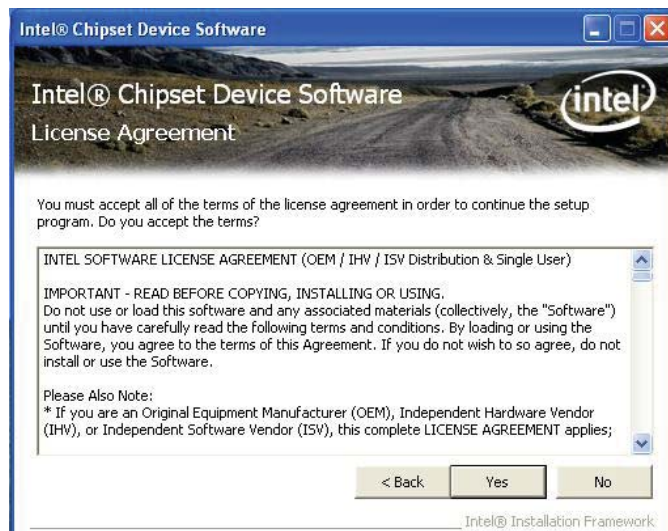 Intel® Chipset Device Software
Intel® Chipset Device Software
intel
License Agreement
You must accept all of the terms of the license agreement in order to continue the setup
program. Do you accept the terms?
INTEL SOFTWARE LICENSE AGREEMENT (OEM / IHV / ISV Distribution & Single User)
IMPORTANT - READ BEFORE COPYING, INSTALLING OR USING.
Do not use or load this software and any associated materials (collectively, the "Software")
until you have carefully read the following terms and conditions. By loading or using the
Software, you agree to the terms of this Agreement. If you do not wish to so agree, do not
install or use the Software.
Please Also Note:
* If you are an Original Equipment Manufacturer (OEM), Independent Hardware Vendor
(IHV), or Independent Software Vendor (ISV), this complete LICENSE AGREEMENT applies;
< Back Yes No
Intel® Installation Framework